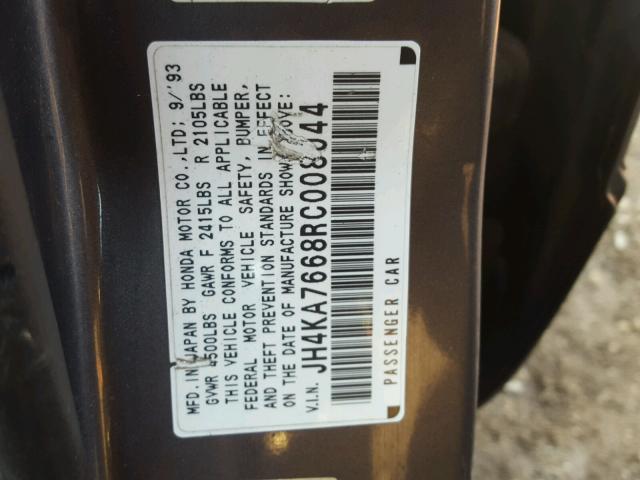 MFD. IN JAPAN BY HONDA MOTOR CO.,LTD; 9/'93
GVWR 4500LBS GAWR F 2415LBS R 2105LBS
THIS VEHICLE CONFORMS TO ALL APPLICABLE
FEDERAL MOTOR VEHICLE SAFETY, BUMPER,
AND THEFT PREVENTION STANDARDS IN EFFECT
ON THE DATE OF MANUFACTURE SHOWN ABOVE:
V.I.N. JH4KA7668RC008044
PASSENGER CAR